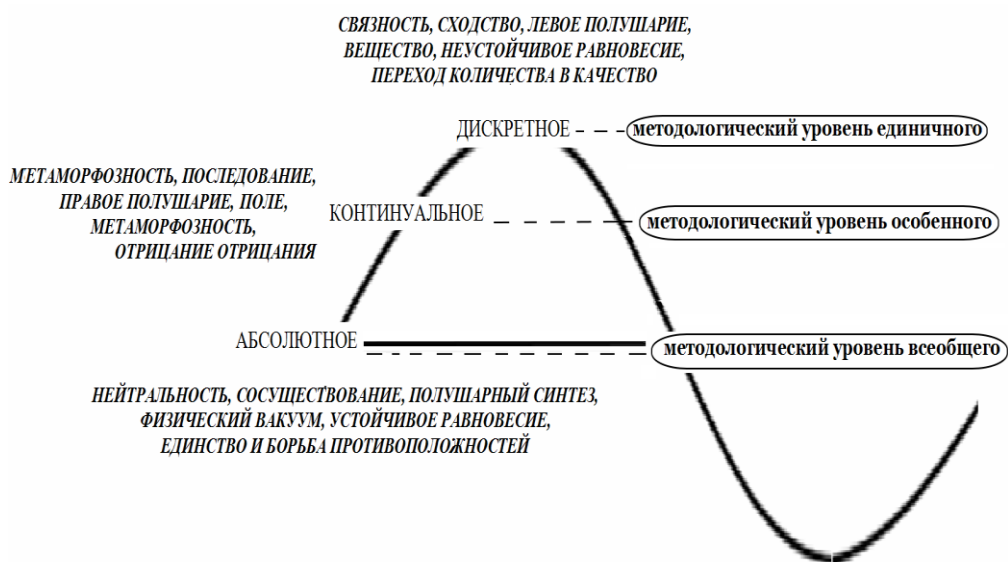 СВЯЗНОСТЬ, СХОДСТВО, ЛЕВОЕ ПОЛУШАРИЕ,
ВЕЩЕСТВО, НЕУСТОЙЧИВОЕ РАВНОВЕСИЕ,
ПЕРЕХОД КОЛИЧЕСТВА В КАЧЕСТВО
ДИСКРЕТНОЕ
методологический уровень единичного
МЕТАМОРФОЗНОСТЬ, ПОСЛЕДОВАНИЕ,
ПРАВОЕ ПОЛУШАРИЕ, ПОЛЕ,
МЕТАМОРФОЗНОСТЬ,
ОТРИЦАНИЕ ОТРИЦАНИЯ
КОНТИНУАЛЬНОЕ
методологический уровень особенного
АБСОЛЮТНОЕ
методологический уровень всеобщего
НЕЙТРАЛЬНОСТЬ, СОСУЩЕСТВОВАНИЕ, ПОЛУШАРНЫЙ СИНТЕЗ,
ФИЗИЧЕСКИЙ ВАКУУМ, УСТОЙЧИВОЕ РАВНОВЕСИЕ,
ЕДИНСТВО И БОРЬБА ПРОТИВОПОЛОЖНОСТЕЙ